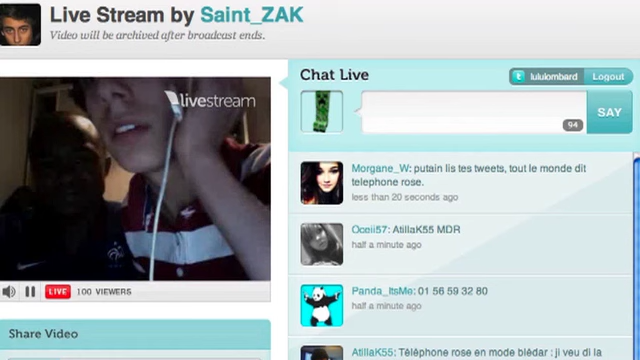 Live Stream by Saint_ZAK
Video will be archived after broadcast ends.
livestream
LIVE
100 VIEWERS
Share Video
Chat Live
lululombard
Logout
94
SAY
Morgane_W: putain lis tes tweets, tout le monde dit
telephone rose.
less than 20 seconds ago
Oceii57: AtillaK55 MDR
half a minute ago
Panda_ItsMe: 01 56 59 32 80
half a minute ago
AtillaK55: Téléphone rose en mode blédar : ji veu di la